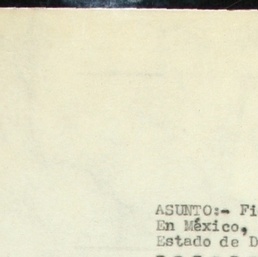 ASUNTO:- Fi
En México,
Estado de D